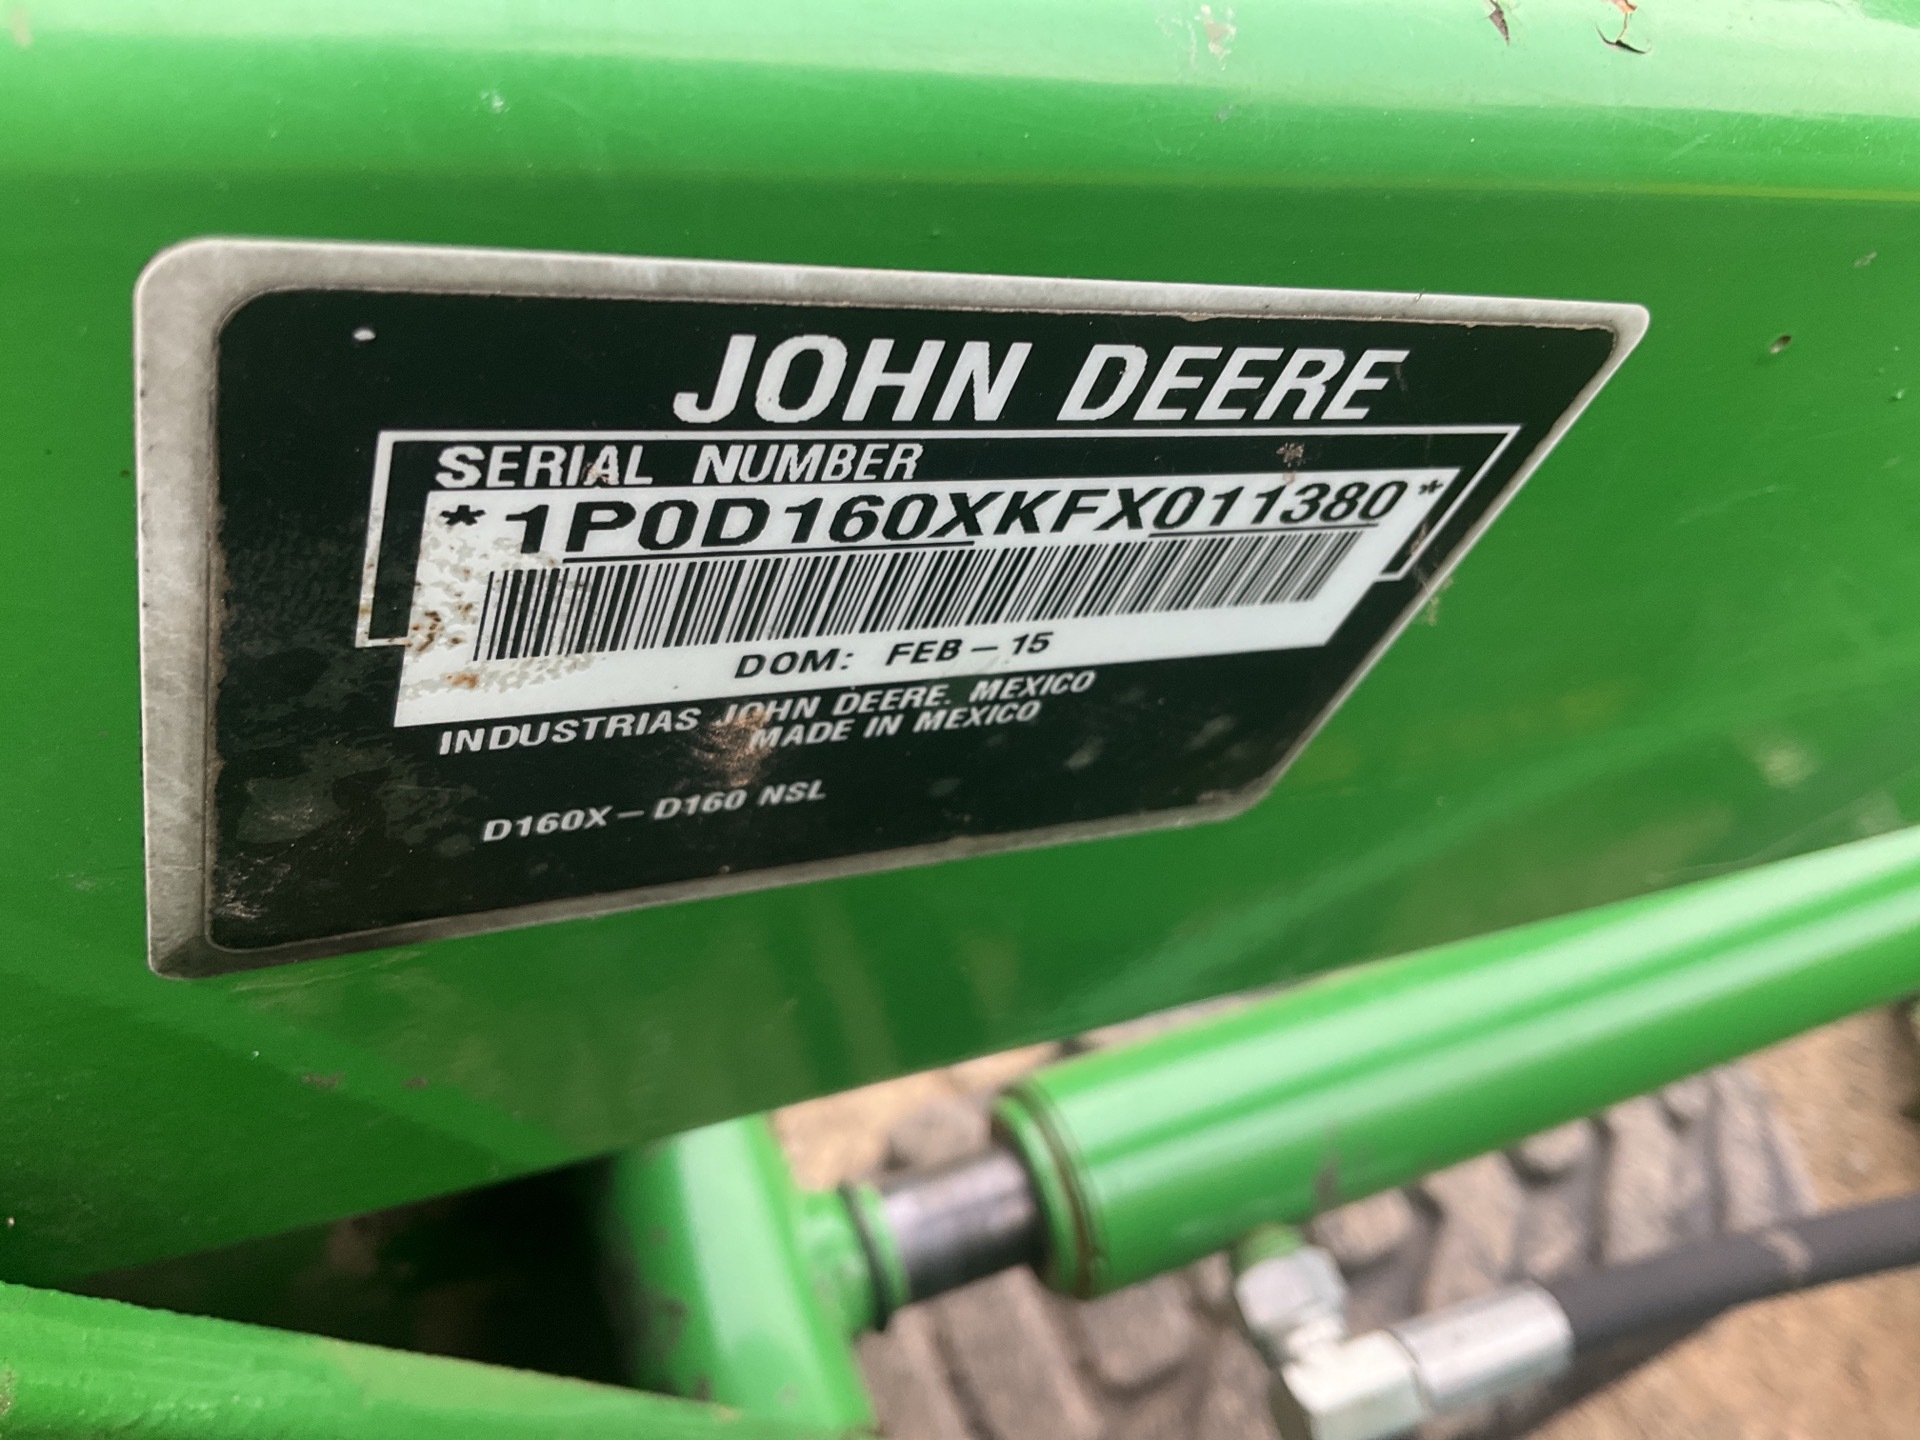 JOHN DEERE
SERIAL NUMBER
*1P0D160XKFX011380*
DOM: FEB-15
INDUSTRIAS JOHN DEERE. MEXICO
MADE IN MEXICO
D160X-D160 NSL